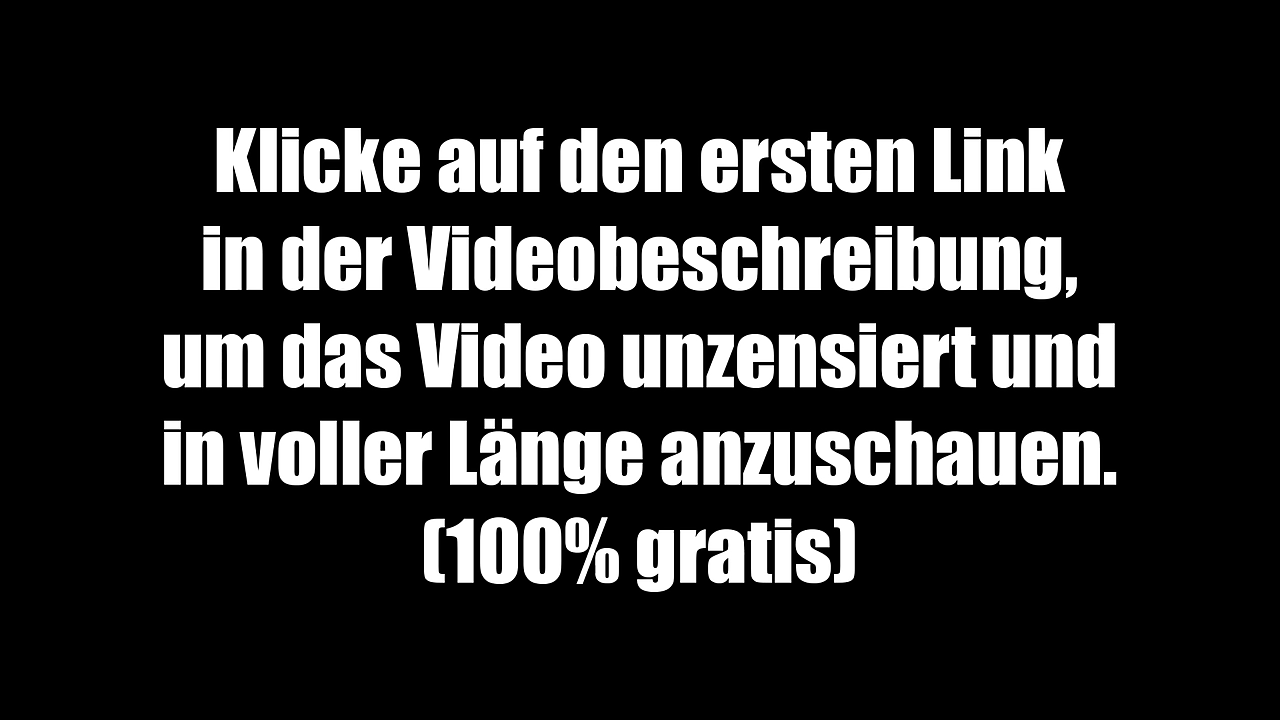 Klicke auf den ersten Link
in der Videobeschreibung,
um das Video unzensiert und
in voller Länge anzuschauen.
(100% gratis)